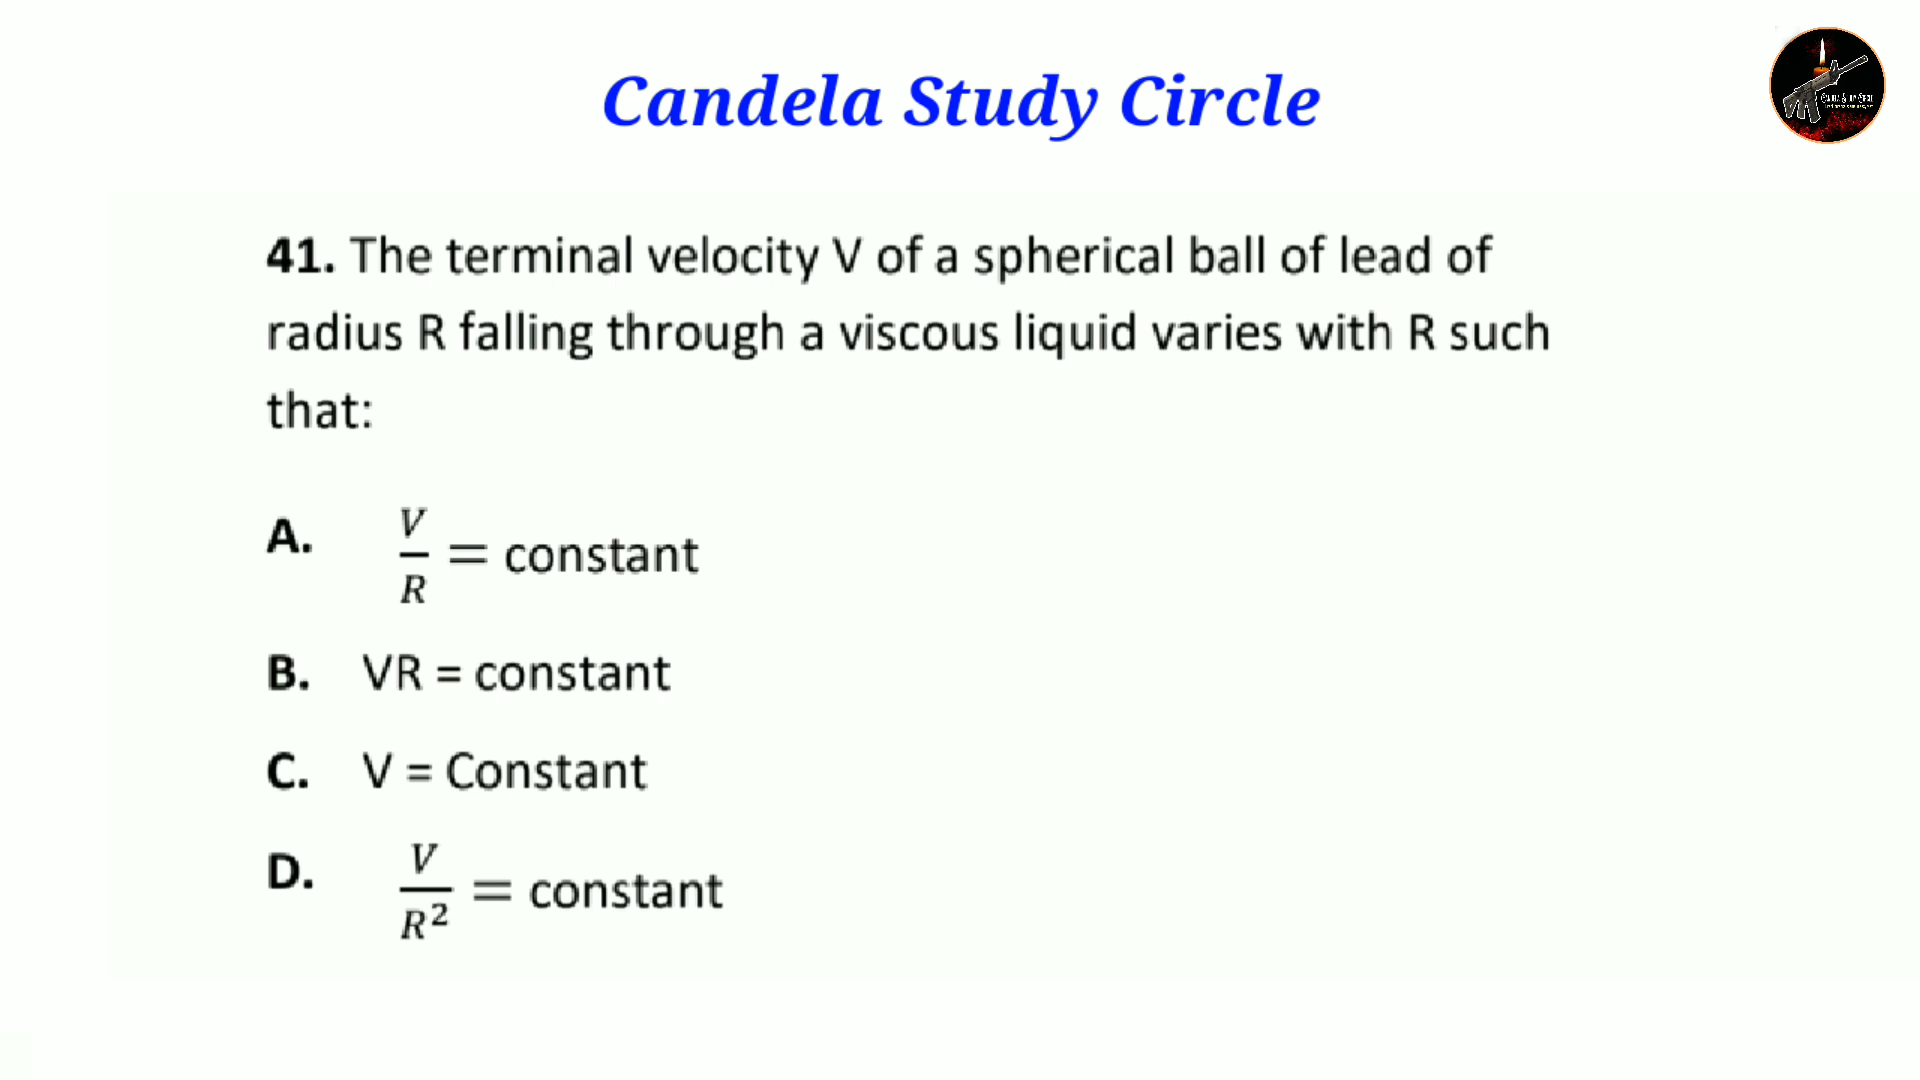 Candela Study Circle
41. The terminal velocity V of a spherical ball of lead of
radius R falling through a viscous liquid varies with R such
that:
A. V/R = constant
B. VR = constant
C. V = Constant
D. V/R² = constant